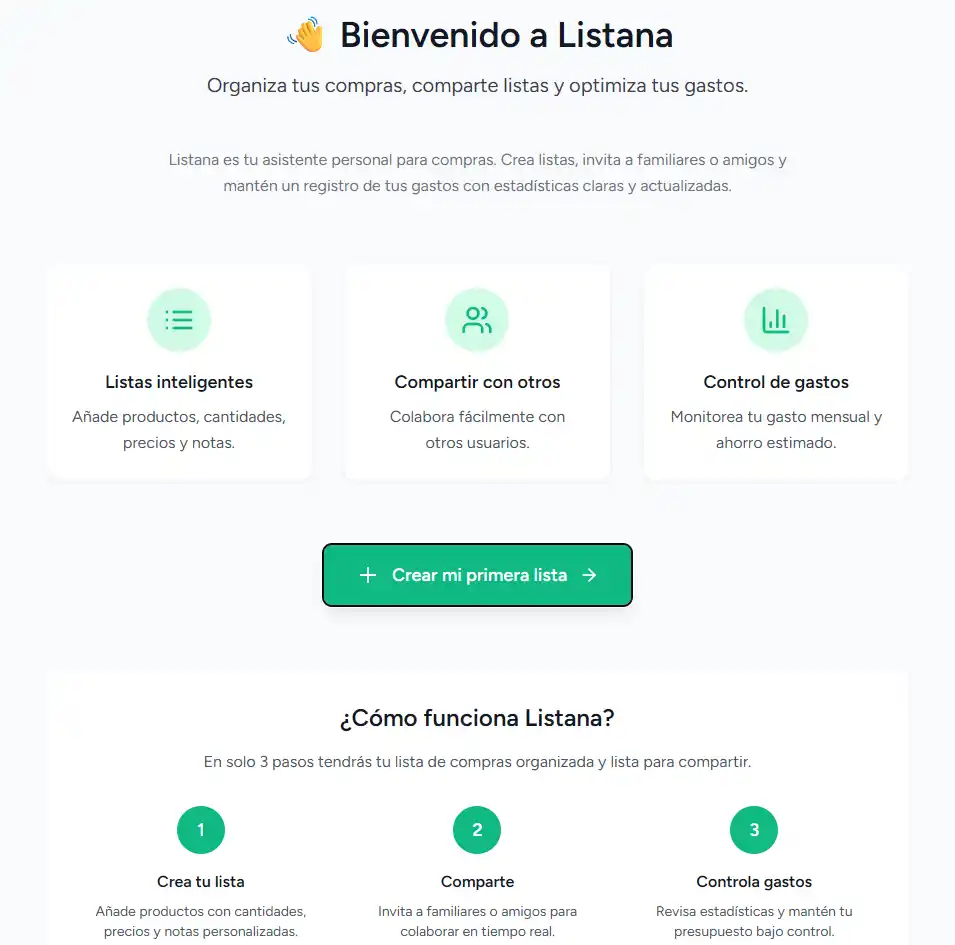 Bienvenido a Listana
Organiza tus compras, comparte listas y optimiza tus gastos.
Listana es tu asistente personal para compras. Crea listas, invita a familiares o amigos y
mantén un registro de tus gastos con estadísticas claras y actualizadas.
Listas inteligentes
Añade productos, cantidades,
precios y notas.
Compartir con otros
Colabora fácilmente con
otros usuarios.
Control de gastos
Monitorea tu gasto mensual y
ahorro estimado.
Crear mi primera lista
¿Cómo funciona Listana?
En solo 3 pasos tendrás tu lista de compras organizada y lista para compartir.
1
Crea tu lista
Añade productos con cantidades,
precios y notas personalizadas.
2
Comparte
Invita a familiares o amigos para
colaborar en tiempo real.
3
Controla gastos
Revisa estadísticas y mantén tu
presupuesto bajo control.